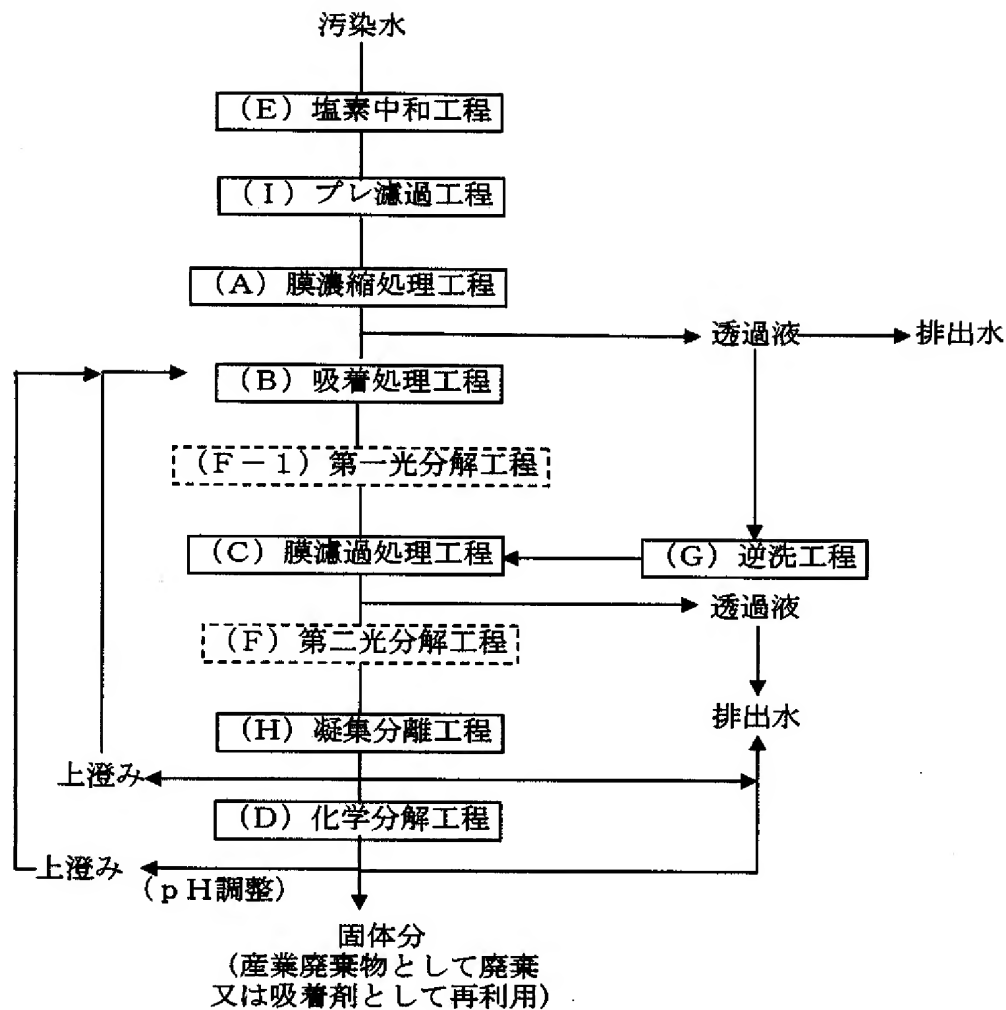 汚染水
(E) 塩素中和工程
(I) プレ濾過工程
(A) 膜濃縮処理工程
透過液
排出水
(B) 吸着処理工程
(F-1) 第一光分解工程
(C) 膜濾過処理工程
(G) 逆洗工程
透過液
(F) 第二光分解工程
(H) 凝集分離工程
排出水
上澄み
(D) 化学分解工程
上澄み
(pH調整)
固体分
(産業廃棄物として廃棄
又は吸着剤として再利用)